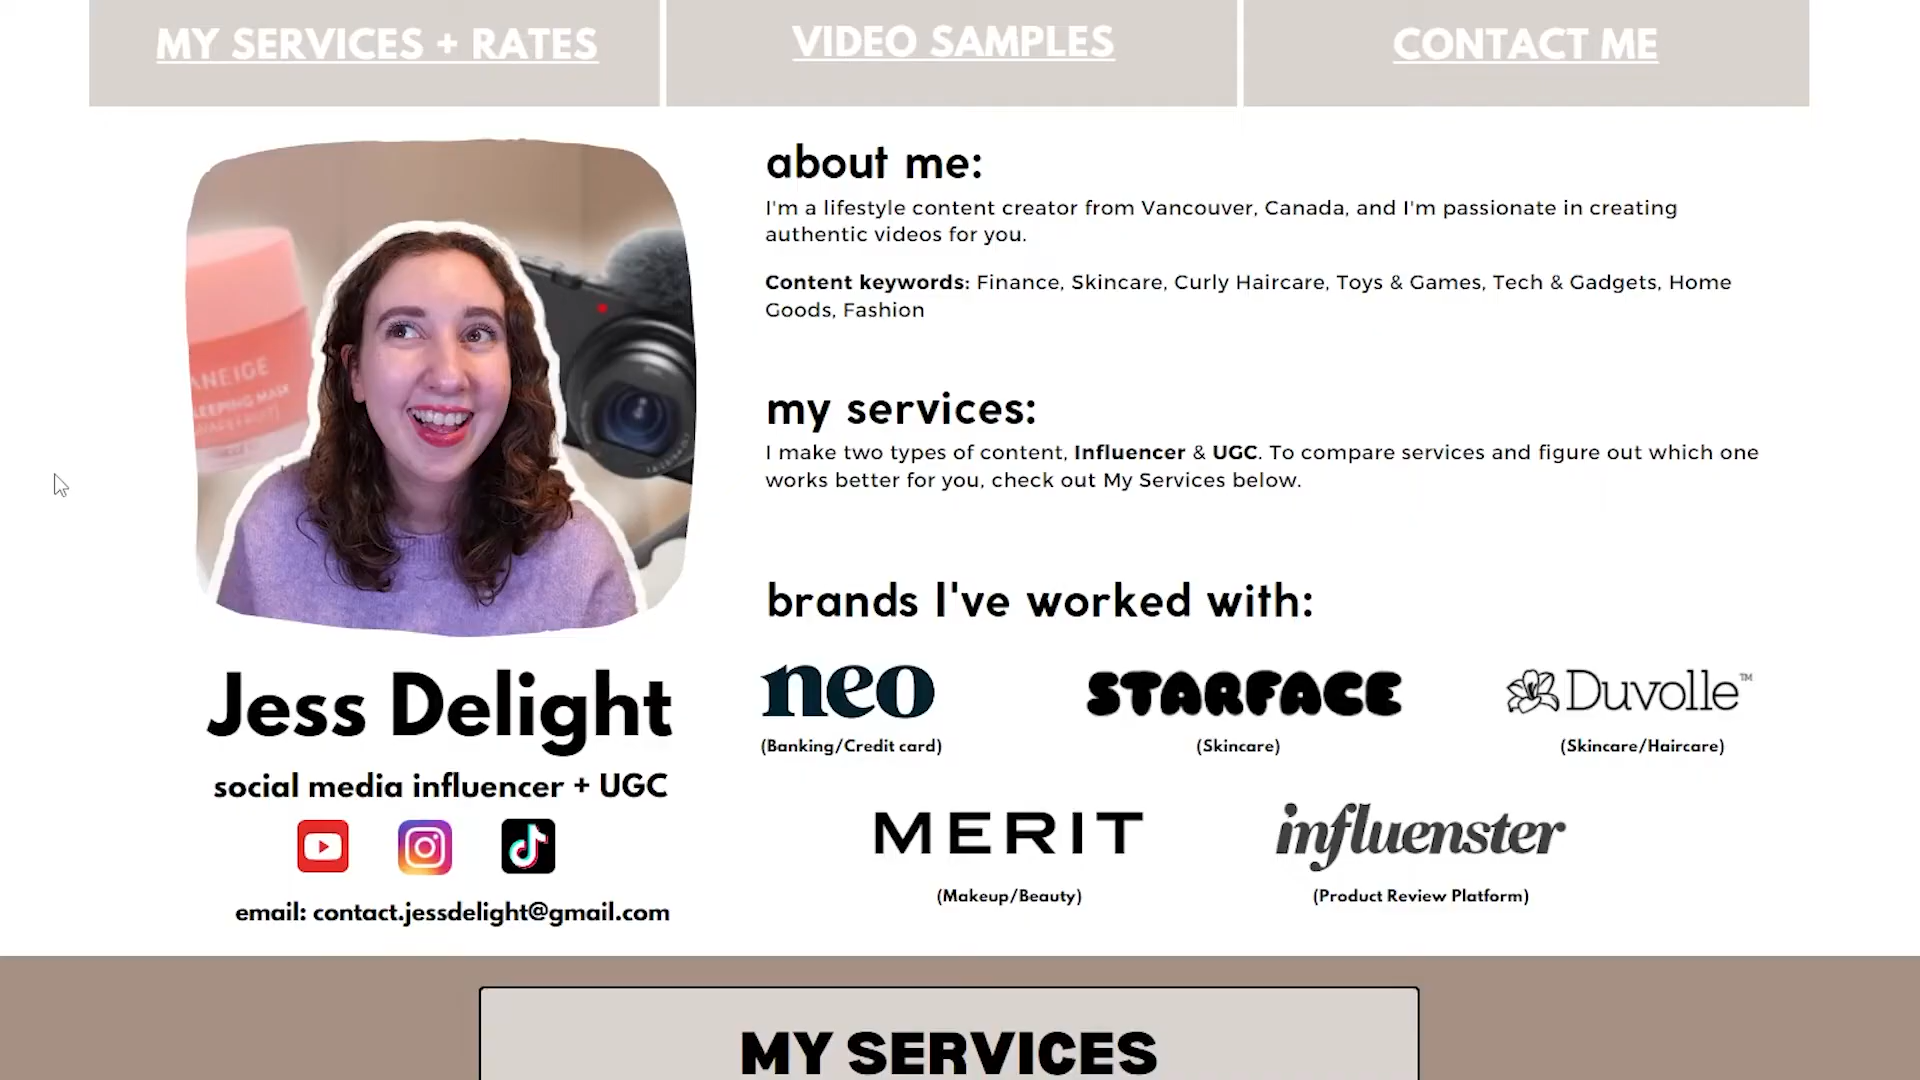 MY SERVICES + RATES
VIDEO SAMPLES
CONTACT ME
ANEIGE
about me:
I'm a lifestyle content creator from Vancouver, Canada, and I'm passionate in creating
authentic videos for you.
Content keywords: Finance, Skincare, Curly Haircare, Toys & Games, Tech & Gadgets, Home
Goods, Fashion
my services:
I make two types of content, Influencer & UGC. To compare services and figure out which one
works better for you, check out My Services below.
brands I've worked with:
neo
STARFACE
Duvolle™
(Banking/Credit card)
(Skincare)
(Skincare/Haircare)
MERIT
influenster
(Makeup/Beauty)
(Product Review Platform)
Jess Delight
social media influencer + UGC
email: contact.jessdelight@gmail.com
MY SERVICES